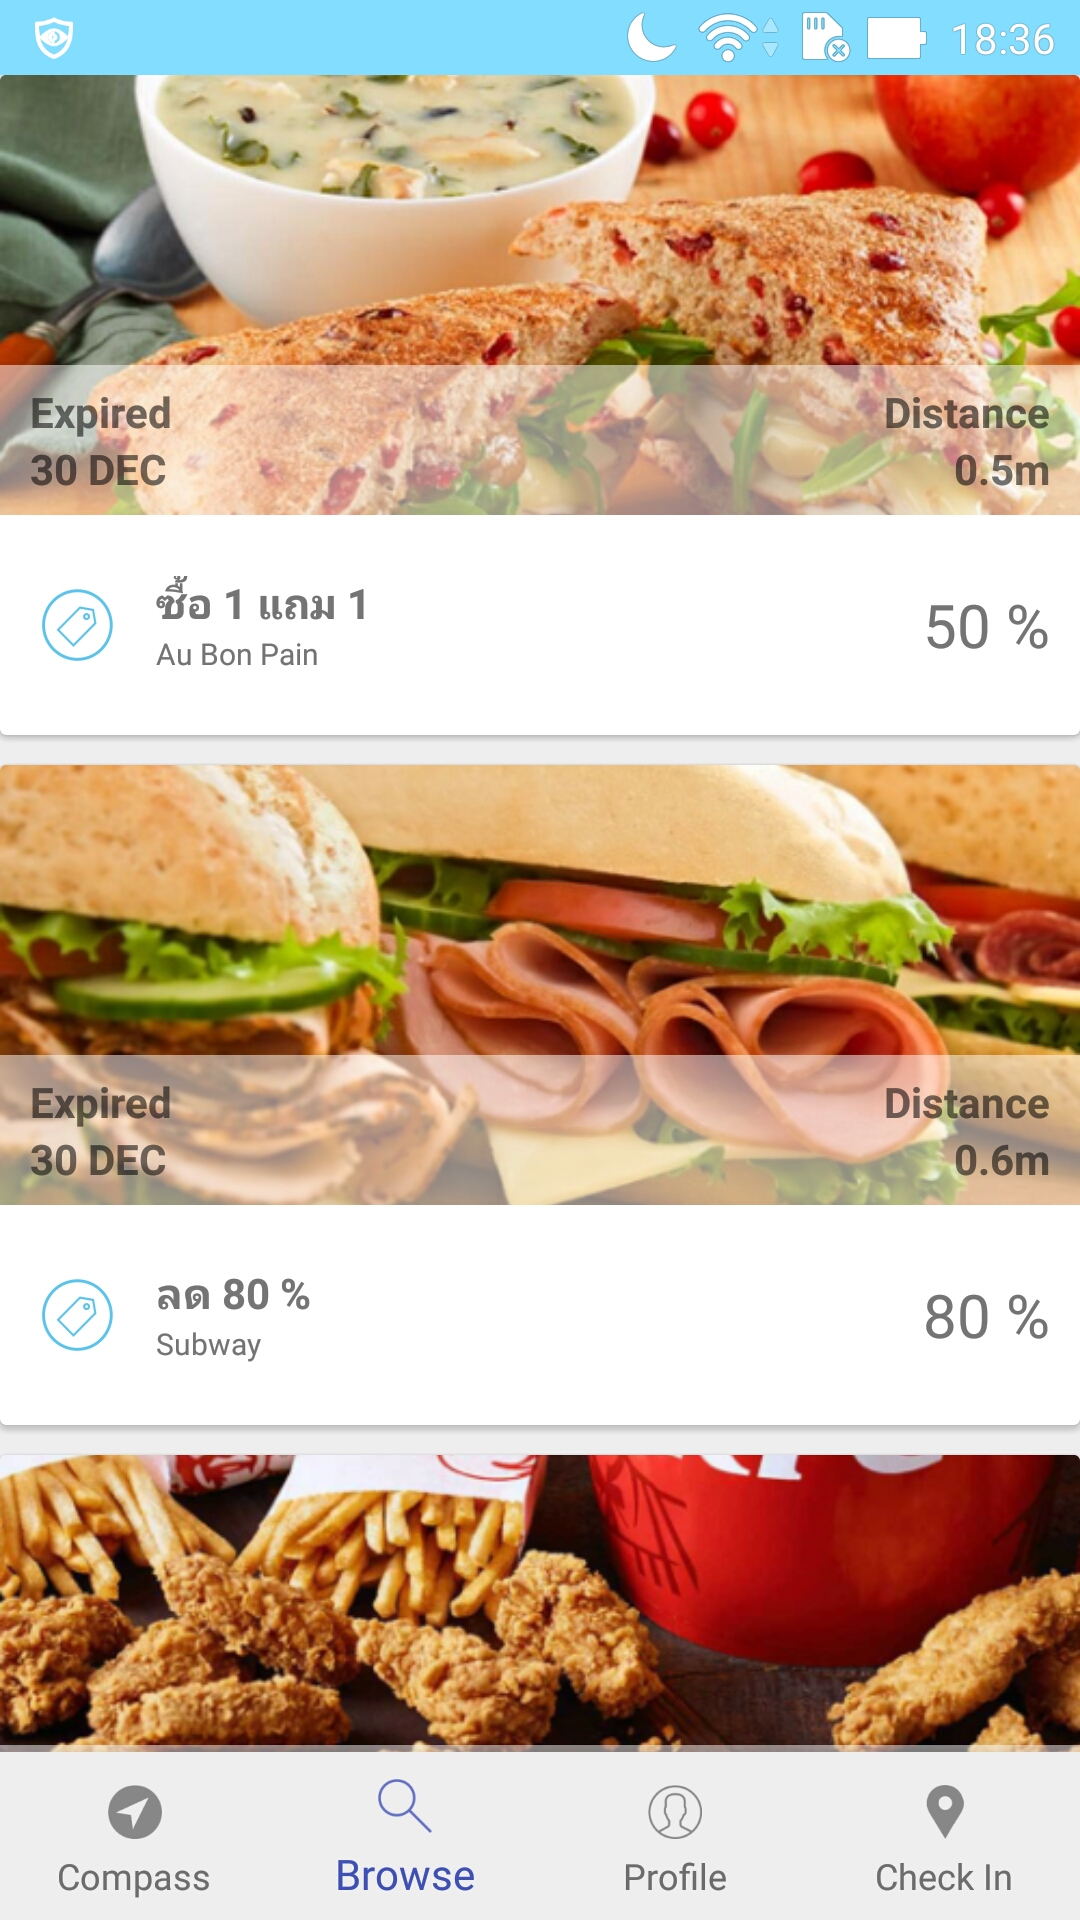 18:36
Expired
Distance
30 DEC
0.5m
ซื้อ 1 แถม 1
50 %
Au Bon Pain
Expired
Distance
30 DEC
0.6m
ลด 80 %
80 %
Subway
Compass
Browse
Profile
Check In